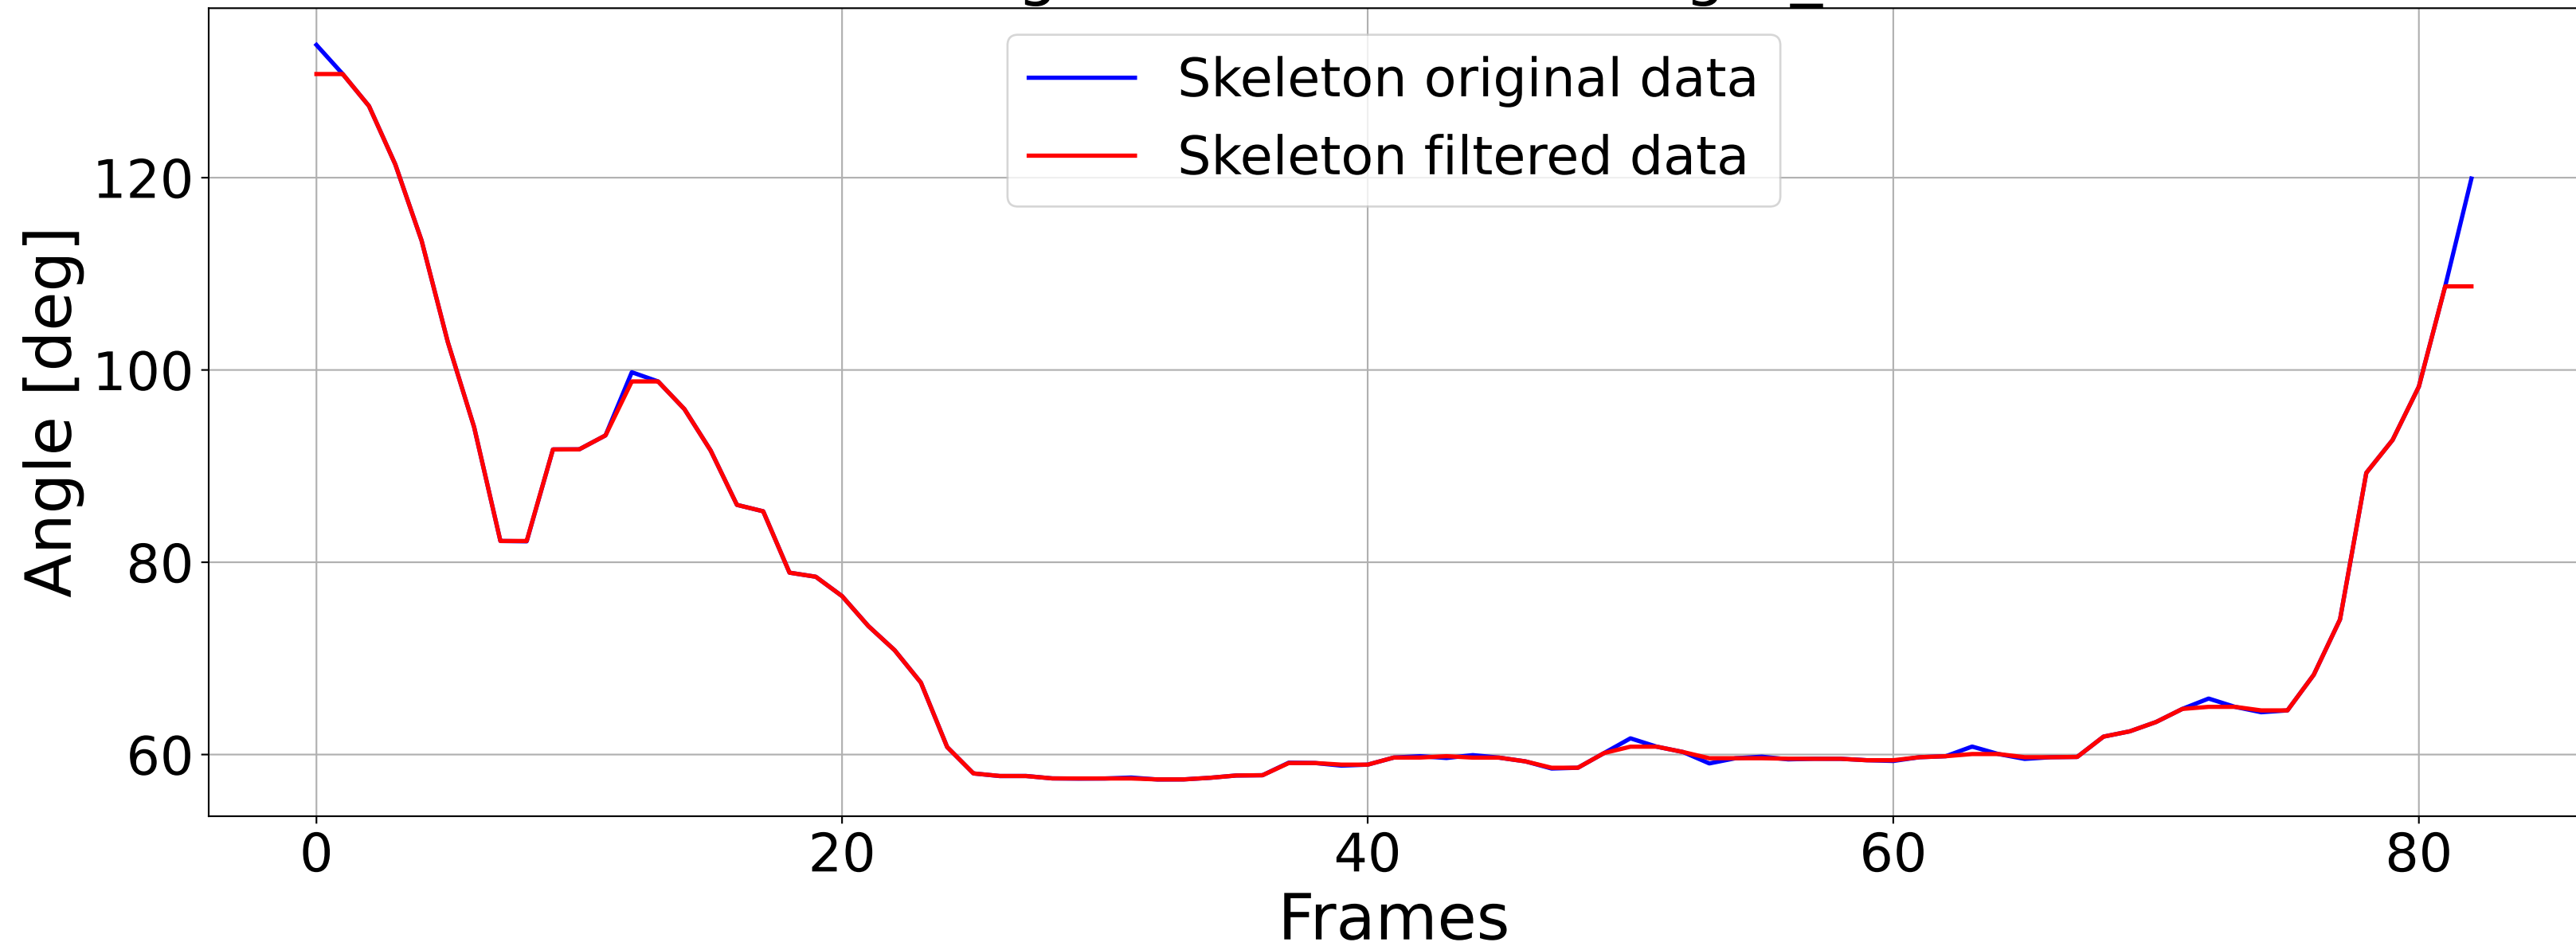 Skeleton original data
Skeleton filtered data
Angle [deg]
120
100
80
60
0 20 40 60 80
Frames